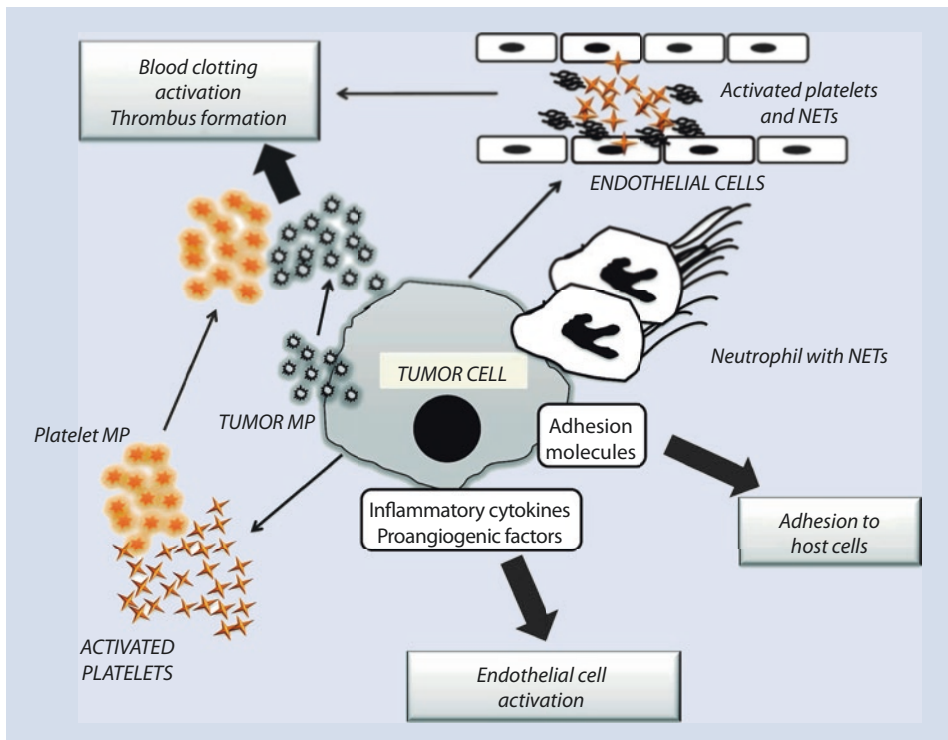 Blood clotting
activation
Thrombus formation
Activated platelets
and NETs
ENDOTHELIAL CELLS
Neutrophil with NETs
TUMOR CELL
TUMOR MP
Platelet MP
Adhesion
molecules
Inflammatory cytokines
Proangiogenic factors
Adhesion to
host cells
ACTIVATED
PLATELETS
Endothelial cell
activation